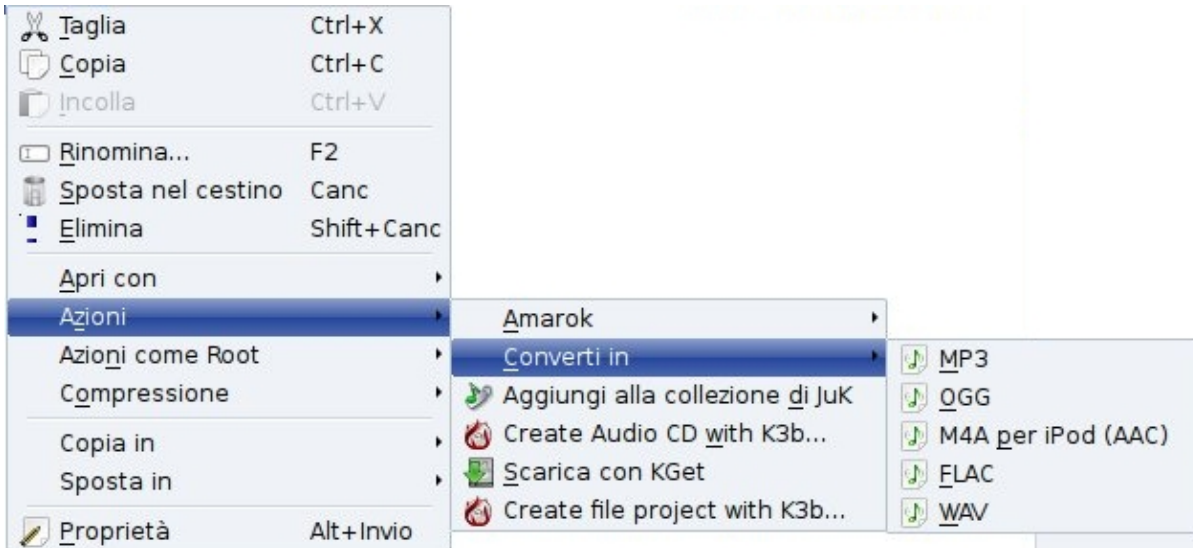 Taglia Ctrl+X
Copia Ctrl+C
Incolla Ctrl+V
Rinomina... F2
Sposta nel cestino Canc
Elimina Shift+Canc
Apri con
Azioni
Azioni come Root
Compressione
Copia in
Sposta in
Proprietà Alt+Invio
Amarok
Converti in
Aggiungi alla collezione di JuK
Create Audio CD with K3b...
Scarica con KGet
Create file project with K3b...
MP3
OGG
M4A per iPod (AAC)
FLAC
WAV